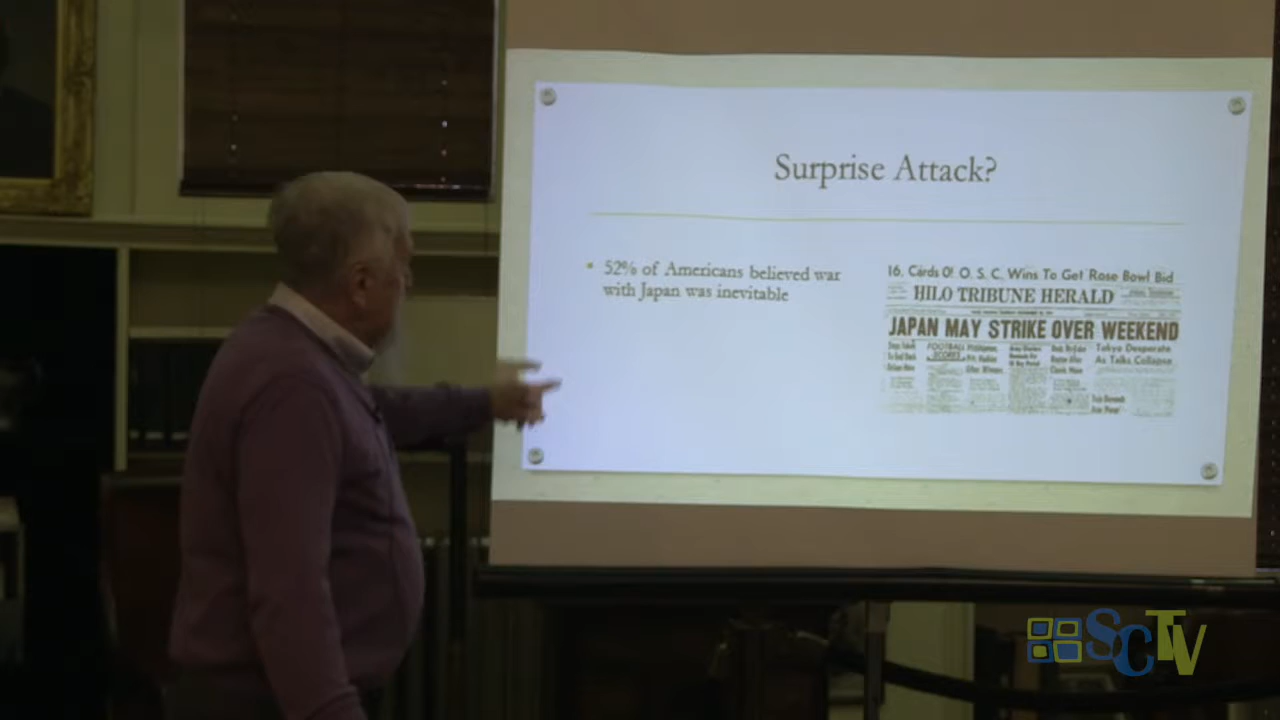 Surprise Attack?
• 52% of Americans believed war
with Japan was inevitable
16, Cards Of O. S. C. Wins To Get Rose Bowl Bid
HILO TRIBUNE HERALD
JAPAN MAY STRIKE OVER WEEKEND
FOOTBALL
SCORES
Tokyo Desperate
As Talks Collapse
SCTV